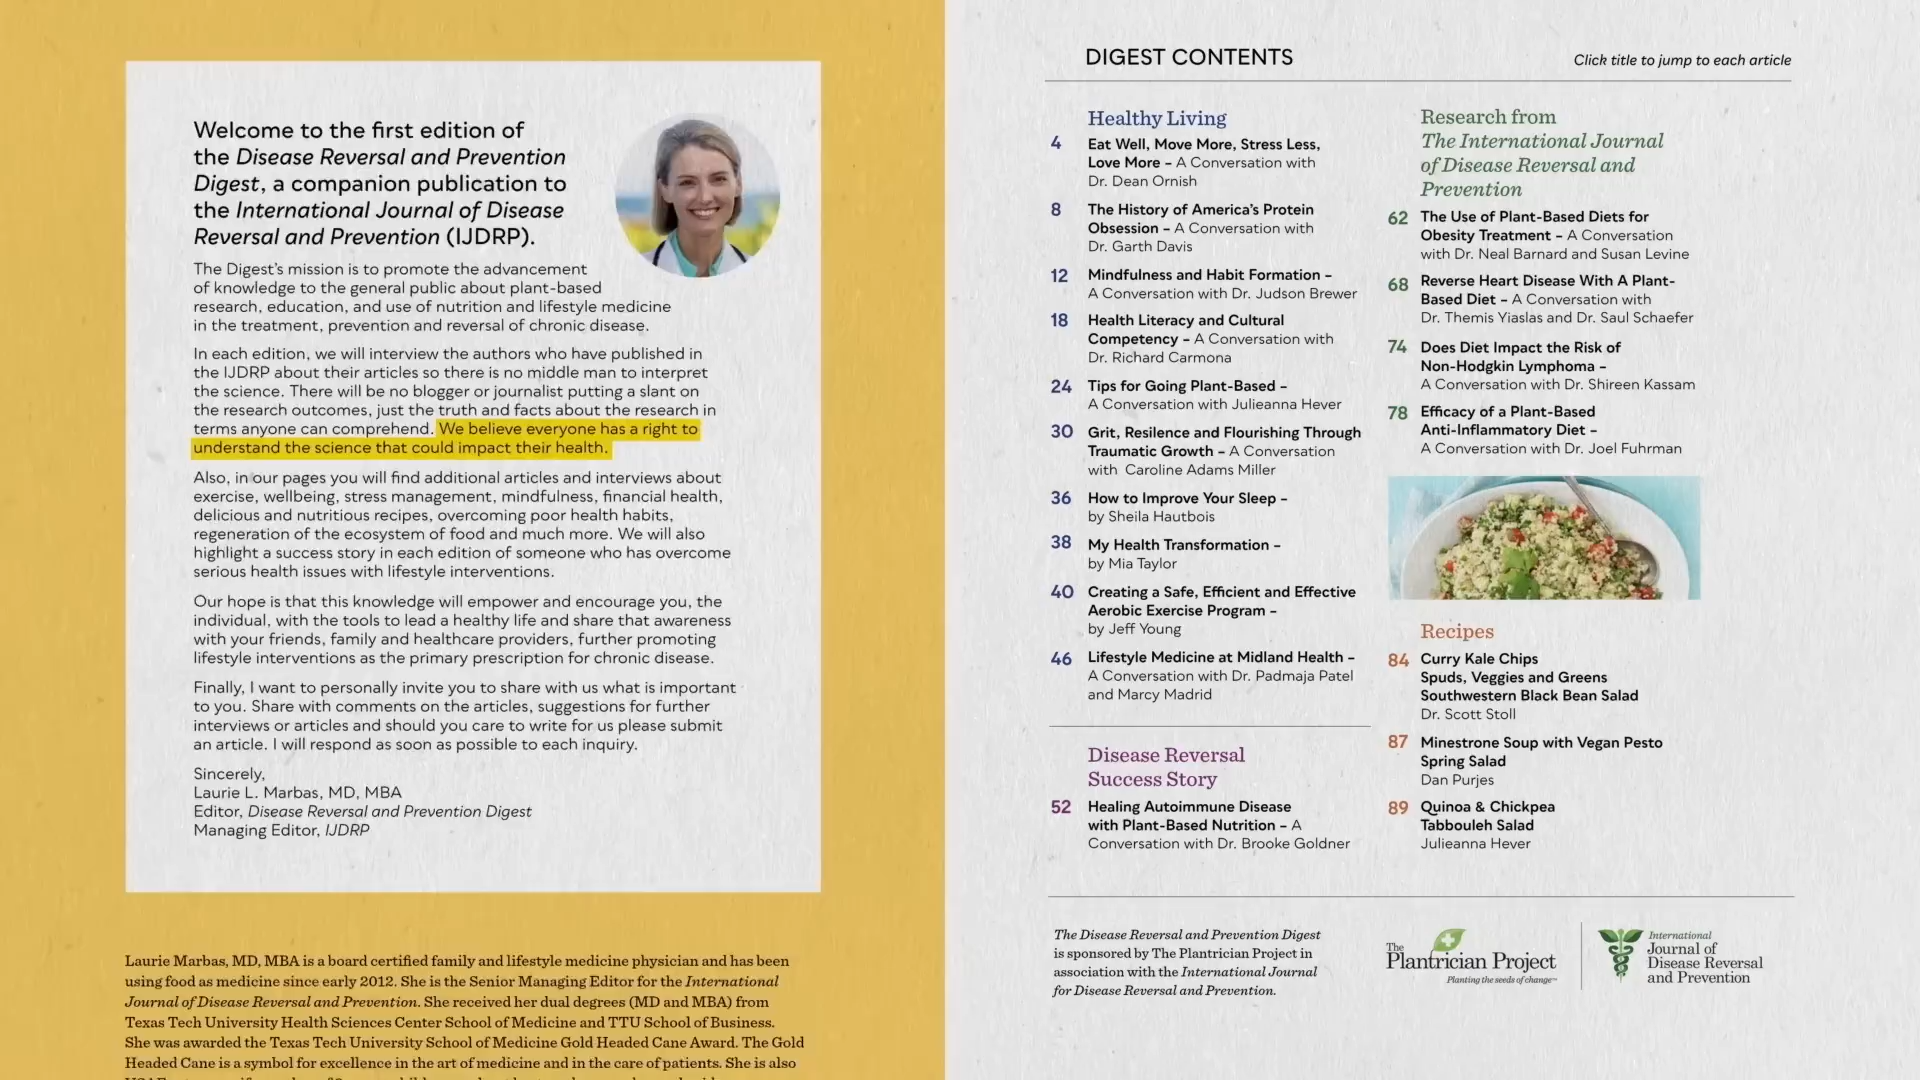 Welcome to the first edition of
the Disease Reversal and Prevention
Digest, a companion publication to
the International Journal of Disease
Reversal and Prevention (IJDRP).
The Digest's mission is to promote the advancement
of knowledge to the general public about plant-based
research, education, and use of nutrition and lifestyle medicine
in the treatment, prevention and reversal of chronic disease.
In each edition, we will interview the authors who have published in
the IJDRP about their articles so there is no middle man to interpret
the science. There will be no blogger or journalist putting a slant on
the research outcomes, just the truth and facts about the research in
terms anyone can comprehend. We believe everyone has a right to
understand the science that could impact their health.
Also, in our pages you will find additional articles and interviews about
exercise, wellbeing, stress management, mindfulness, financial health,
delicious and nutritious recipes, overcoming poor health habits,
regeneration of the ecosystem of food and much more. We will also
highlight a success story in each edition of someone who has overcome
serious health issues with lifestyle interventions.
Our hope is that this knowledge will empower and encourage you, the
individual, with the tools to lead a healthy life and share that awareness
with your friends, family and healthcare providers, further promoting
lifestyle interventions as the primary prescription for chronic disease.
Finally, I want to personally invite you to share with us what is important
to you. Share with comments on the articles, suggestions for further
interviews or articles and should you care to write for us please submit
an article. I will respond as soon as possible to each inquiry.
Sincerely,
Laurie L. Marbas, MD, MBA
Editor, Disease Reversal and Prevention Digest
Managing Editor, IJDRP
Laurie Marbas, MD, MBA is a board certified family and lifestyle medicine physician and has been
using food as medicine since early 2012. She is the Senior Managing Editor for the International
Journal of Disease Reversal and Prevention. She received her dual degrees (MD and MBA) from
Texas Tech University Health Sciences Center School of Medicine and TTU School of Business.
She was awarded the Texas Tech University School of Medicine Gold Headed Cane Award. The Gold
Headed Cane is a symbol for excellence in the art of medicine and in the care of patients. She is also
DIGEST CONTENTS
Click title to jump to each article
Healthy Living
4 Eat Well, Move More, Stress Less,
Love More – A Conversation with
Dr. Dean Ornish
8 The History of America's Protein
Obsession – A Conversation with
Dr. Garth Davis
12 Mindfulness and Habit Formation –
A Conversation with Dr. Judson Brewer
18 Health Literacy and Cultural
Competency – A Conversation with
Dr. Richard Carmona
24 Tips for Going Plant-Based –
A Conversation with Julieanna Hever
30 Grit, Resilence and Flourishing Through
Traumatic Growth – A Conversation
with Caroline Adams Miller
36 How to Improve Your Sleep –
by Sheila Hautbois
38 My Health Transformation –
by Mia Taylor
40 Creating a Safe, Efficient and Effective
Aerobic Exercise Program –
by Jeff Young
46 Lifestyle Medicine at Midland Health –
A Conversation with Dr. Padmaja Patel
and Marcy Madrid
Disease Reversal
Success Story
52 Healing Autoimmune Disease
with Plant-Based Nutrition – A
Conversation with Dr. Brooke Goldner
Research from
The International Journal
of Disease Reversal and
Prevention
62 The Use of Plant-Based Diets for
Obesity Treatment – A Conversation
with Dr. Neal Barnard and Susan Levine
68 Reverse Heart Disease With A Plant-
Based Diet – A Conversation with
Dr. Themis Yiaslas and Dr. Saul Schaefer
74 Does Diet Impact the Risk of
Non-Hodgkin Lymphoma –
A Conversation with Dr. Shireen Kassam
78 Efficacy of a Plant-Based
Anti-Inflammatory Diet –
A Conversation with Dr. Joel Fuhrman
Recipes
84 Curry Kale Chips
Spuds, Veggies and Greens
Southwestern Black Bean Salad
Dr. Scott Stoll
87 Minestrone Soup with Vegan Pesto
Spring Salad
Dan Purjes
89 Quinoa & Chickpea
Tabbouleh Salad
Julieanna Hever
The Disease Reversal and Prevention Digest
is sponsored by The Plantrician Project in
association with the International Journal
for Disease Reversal and Prevention.
The
Plantrician Project
Planting the seeds of change™
International
Journal of
Disease Reversal
and Prevention